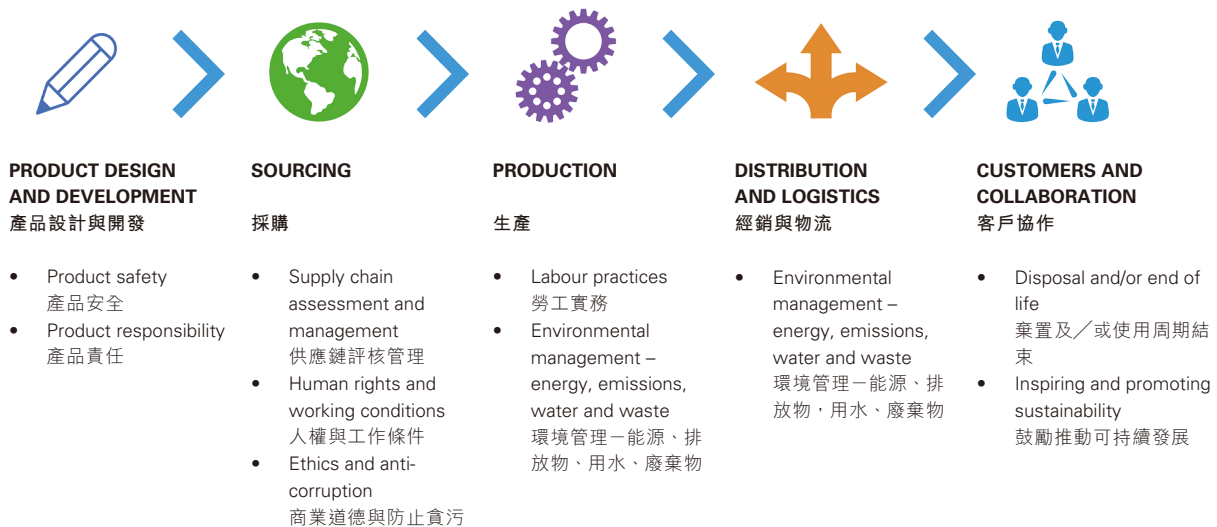 PRODUCT DESIGN
AND DEVELOPMENT
產品設計與開發
• Product safety
產品安全
• Product responsibility
產品責任
SOURCING
採購
• Supply chain
assessment and
management
供應鏈評核管理
• Human rights and
working conditions
人權與工作條件
• Ethics and anti-
corruption
商業道德與防止貪污
PRODUCTION
生產
• Labour practices
勞工實務
• Environmental
management –
energy, emissions,
water and waste
環境管理－能源、排
放物、用水、廢棄物
DISTRIBUTION
AND LOGISTICS
經銷與物流
• Environmental
management –
energy, emissions,
water and waste
環境管理－能源、排
放物，用水、廢棄物
CUSTOMERS AND
COLLABORATION
客戶協作
• Disposal and/or end of
life
棄置及／或使用周期結
束
• Inspiring and promoting
sustainability
鼓勵推動可持續發展